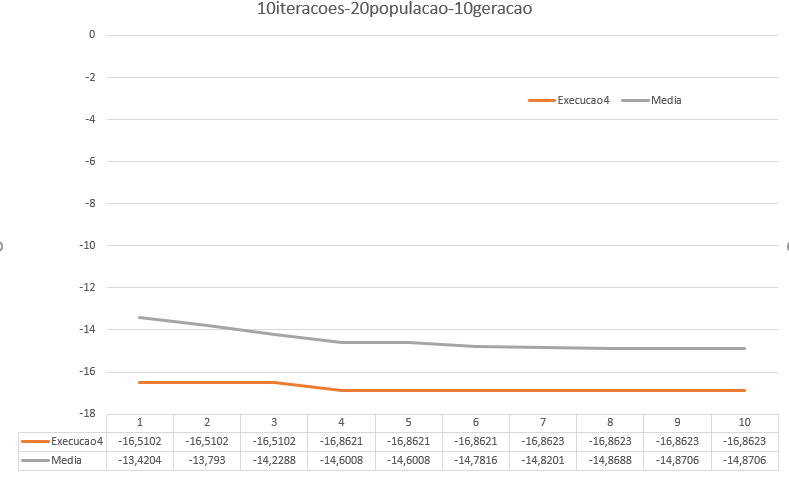 10iteracoes-20populacao-10geracao
0
-2
Execucao4 Media
-4
-6
-8
-10
-12
-14
-16
-18
1 2 3 4 5 6 7 8 9 10
Execucao4 -16,5102 -16,5102 -16,5102 -16,8621 -16,8621 -16,8621 -16,8623 -16,8623 -16,8623 -16,8623
Media -13,4204 -13,793 -14,2288 -14,6008 -14,6008 -14,7816 -14,8201 -14,8688 -14,8706 -14,8706